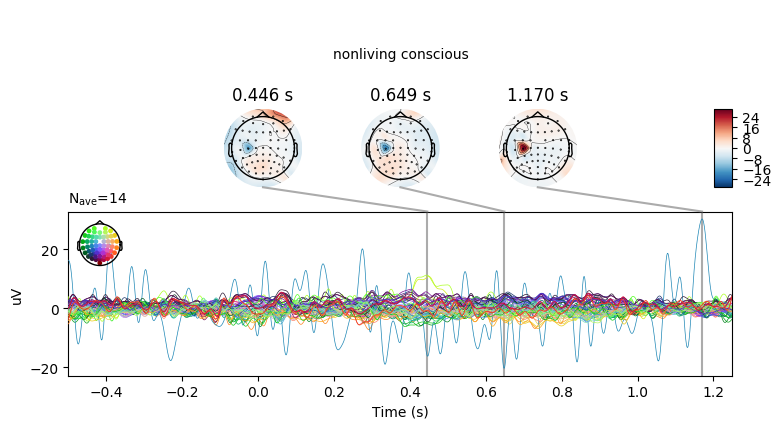 nonliving conscious
0.446 s 0.649 s 1.170 s
24
16
8
0
−8
−16
−24
Nave=14
uV
20
0
−20
−0.4 −0.2 0.0 0.2 0.4 0.6 0.8 1.0 1.2
Time (s)